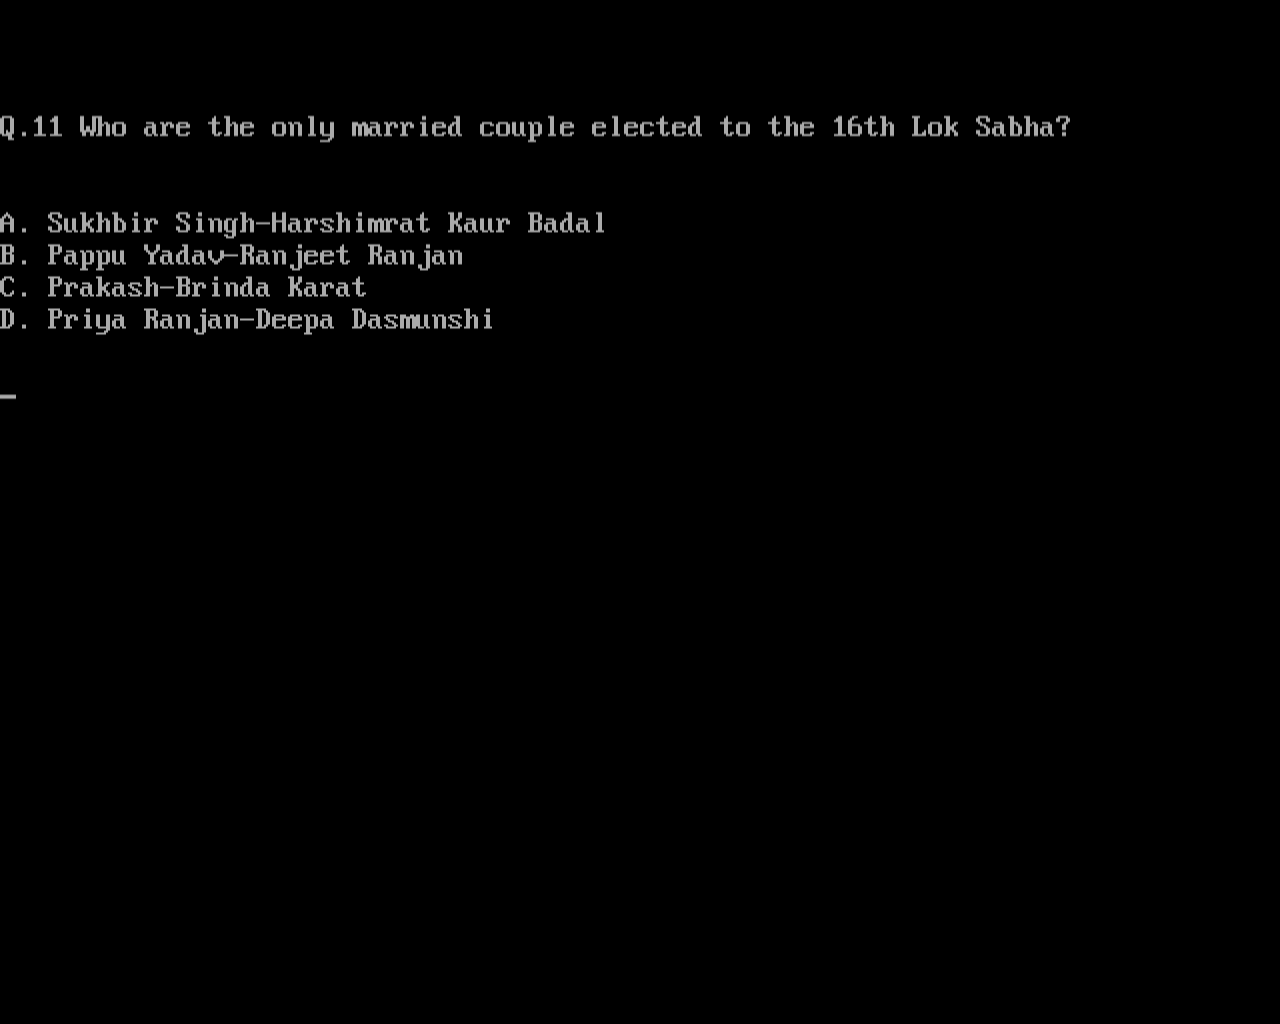 Q.11 Who are the only married couple elected to the 16th Lok Sabha?
A. Sukhbir Singh-Harshimrat Kaur Badal
B. Pappu Yadav-Ranjeet Ranjan
C. Prakash-Brinda Karat
D. Priya Ranjan-Deepa Dasmunshi